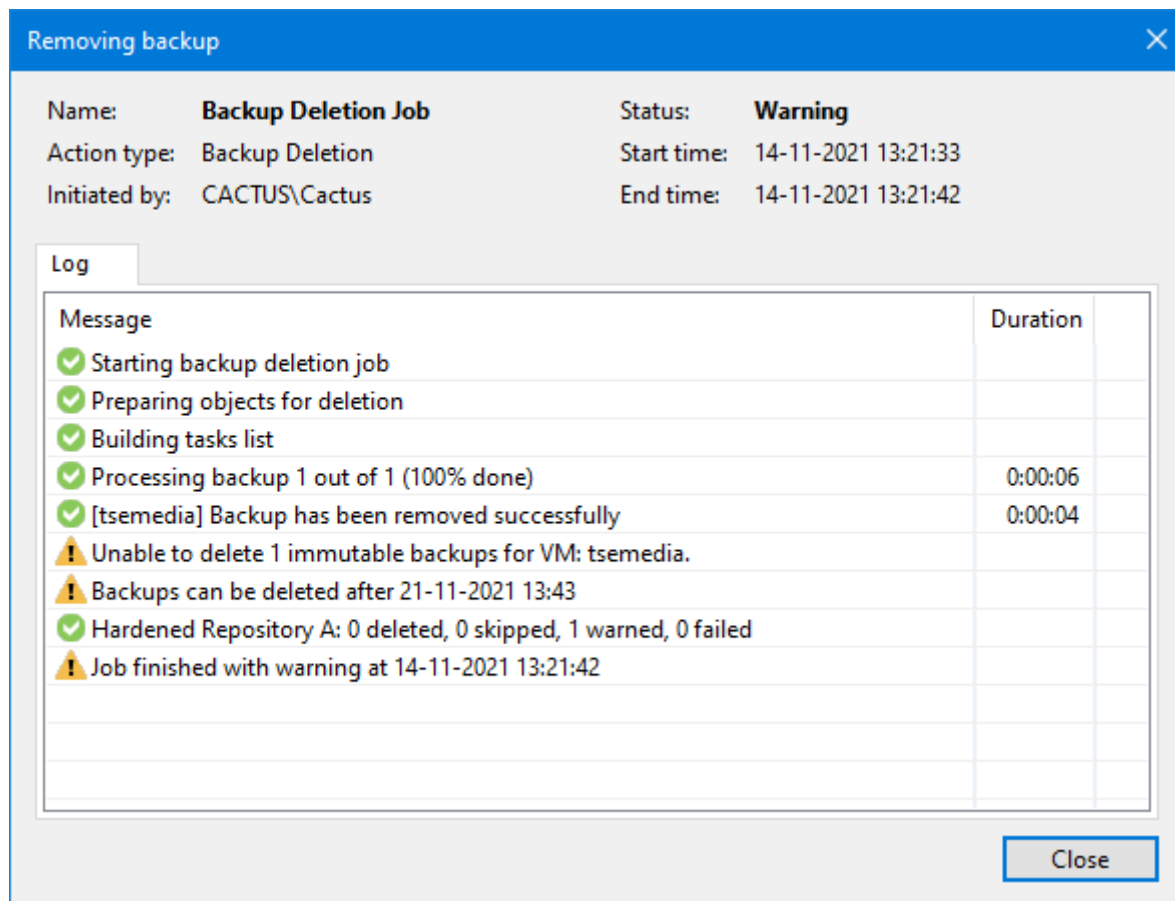 Removing backup
Name: Backup Deletion Job Status: Warning
Action type: Backup Deletion Start time: 14-11-2021 13:21:33
Initiated by: CACTUS\Cactus End time: 14-11-2021 13:21:42
Log
Message Duration
Starting backup deletion job
Preparing objects for deletion
Building tasks list
Processing backup 1 out of 1 (100% done) 0:00:06
[tsemedia] Backup has been removed successfully 0:00:04
Unable to delete 1 immutable backups for VM: tsemedia.
Backups can be deleted after 21-11-2021 13:43
Hardened Repository A: 0 deleted, 0 skipped, 1 warned, 0 failed
Job finished with warning at 14-11-2021 13:21:42
Close